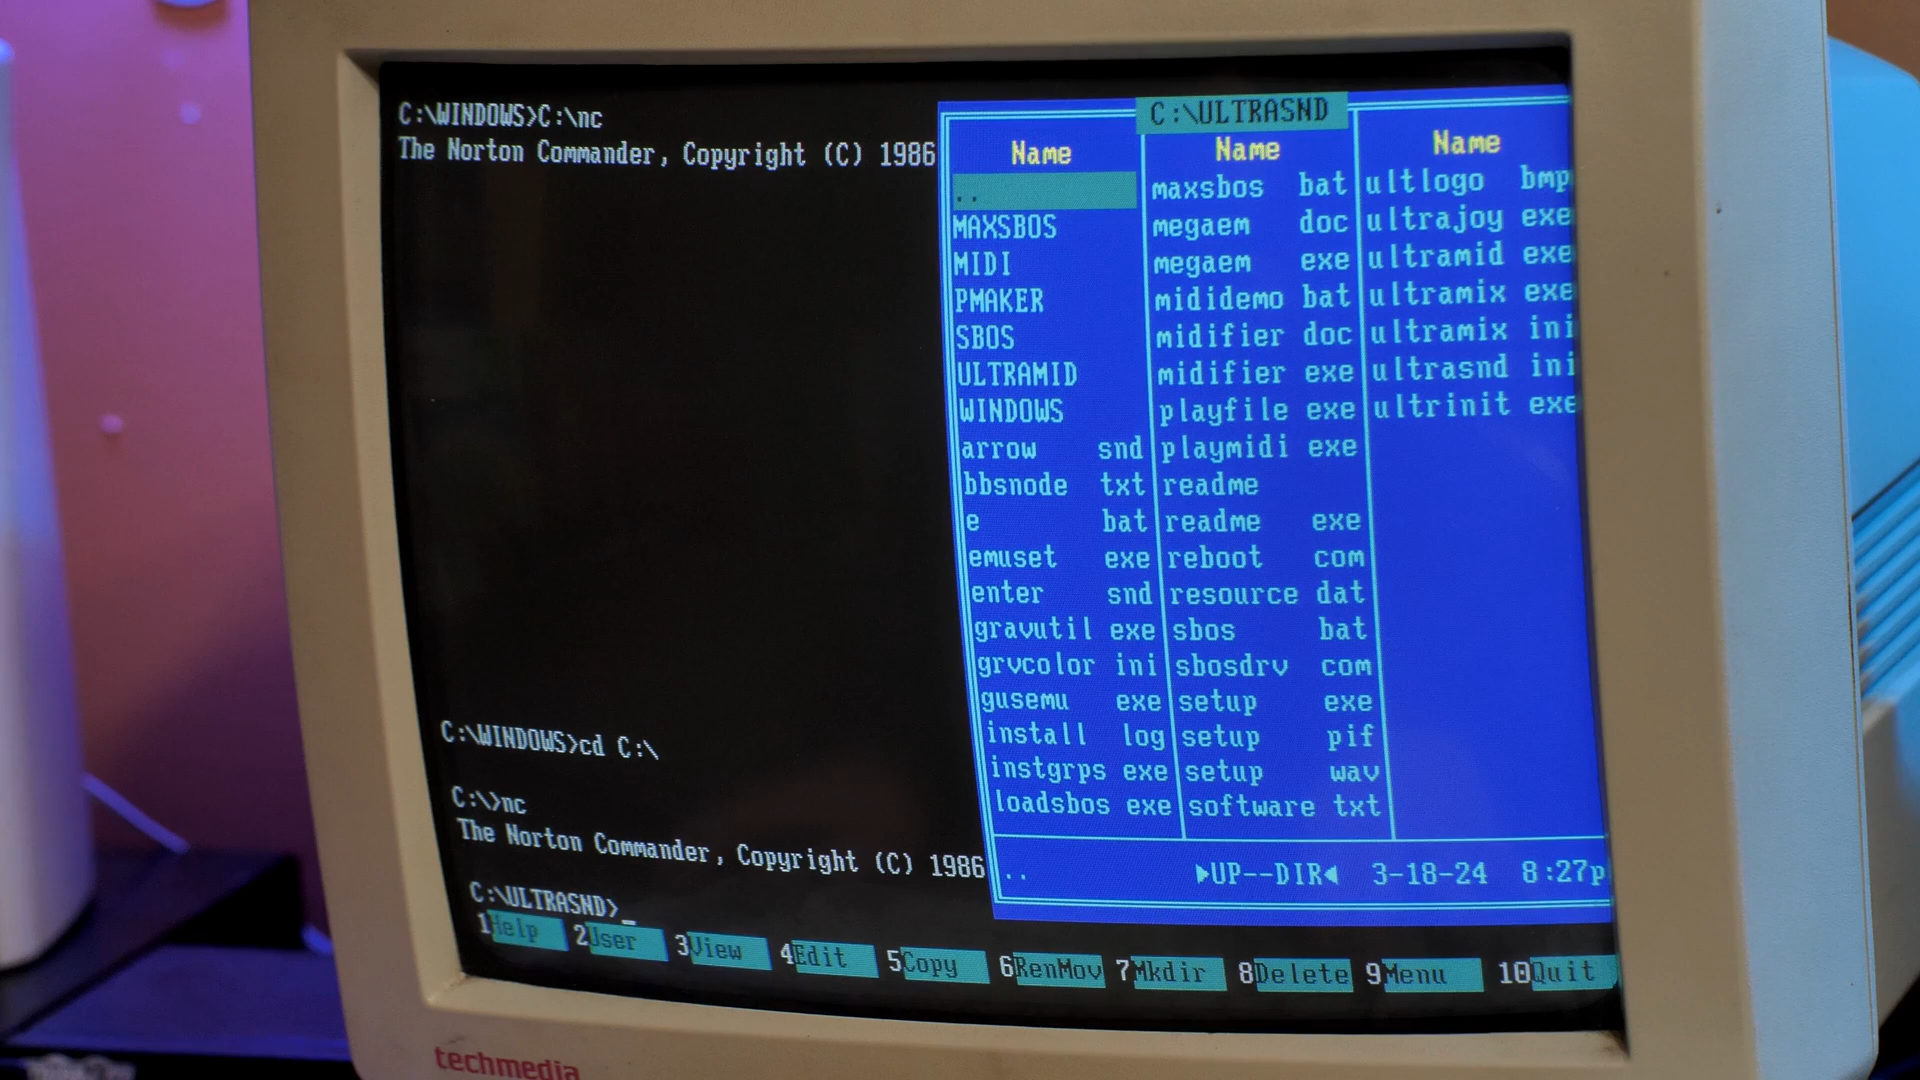 C:\WINDOWS>C:\nc
The Norton Commander, Copyright (C) 1986
C:\WINDOWS>cd C:\
C:\>nc
The Norton Commander, Copyright (C) 1986
C:\ULTRASND>_
C:\ULTRASND
Name Name Name
.. maxsbos bat ultlogo bmp
MAXSBOS megaem doc ultrajoy exe
MIDI megaem exe ultramid exe
PMAKER mididemo bat ultramix exe
SBOS midifier doc ultramix ini
ULTRAMID midifier exe ultrasnd ini
WINDOWS playfile exe ultrinit exe
arrow snd playmidi exe
bbsnode txt readme
e bat readme exe
emuset exe reboot com
enter snd resource dat
gravutil exe sbos bat
grvcolor ini sbosdrv com
gusemu exe setup exe
install log setup pif
instgrps exe setup wav
loadsbos exe software txt
.. ►UP--DIR◄ 3-18-24 8:27p
1Help 2User 3View 4Edit 5Copy 6RenMov 7Mkdir 8Delete 9Menu 10Quit
techmedia